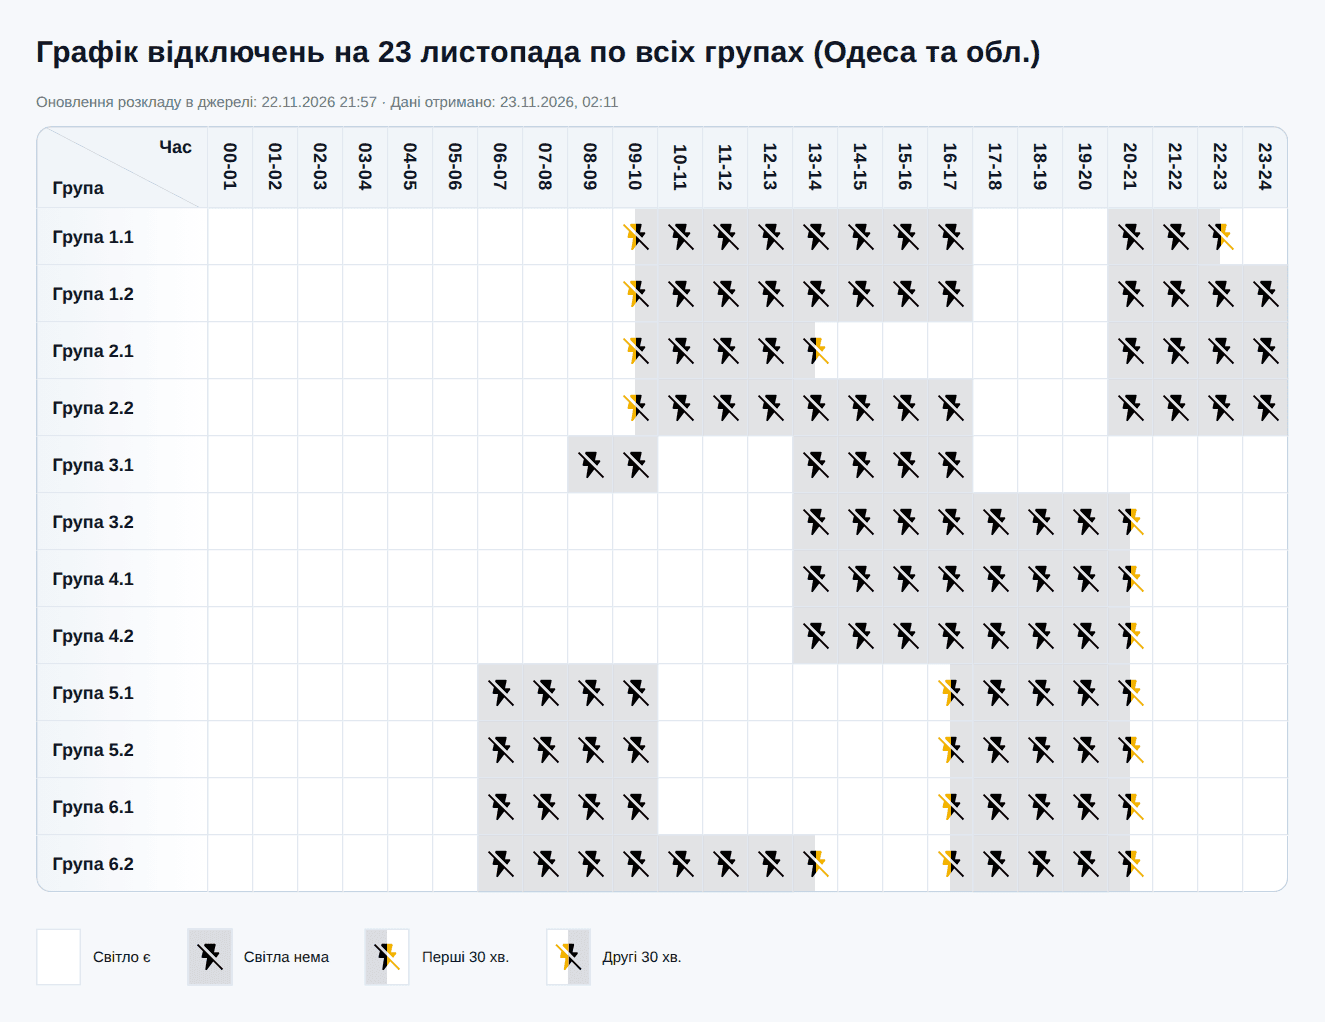 Графік відключень на 23 листопада по всіх групах (Одеса та обл.)
Оновлення розкладу в джерелі: 22.11.2026 21:57 · Дані отримано: 23.11.2026, 02:11
Час
Група
00-01 01-02 02-03 03-04 04-05 05-06 06-07 07-08 08-09 09-10 10-11 11-12 12-13 13-14 14-15 15-16 16-17 17-18 18-19 19-20 20-21 21-22 22-23 23-24
Група 1.1
Група 1.2
Група 2.1
Група 2.2
Група 3.1
Група 3.2
Група 4.1
Група 4.2
Група 5.1
Група 5.2
Група 6.1
Група 6.2
Світло є Світла нема Перші 30 хв. Другі 30 хв.